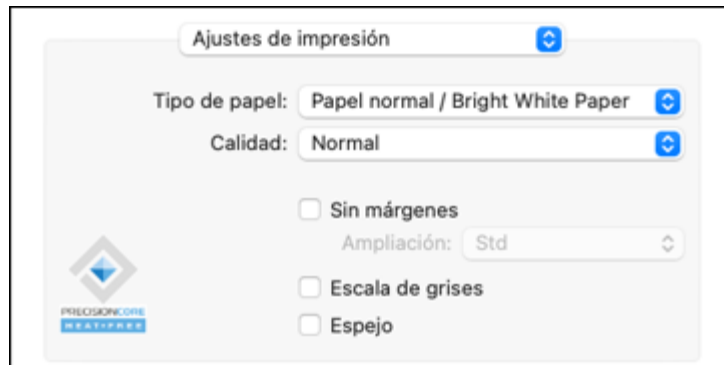 Ajustes de impresión
Tipo de papel: Papel normal / Bright White Paper
Calidad: Normal
Sin márgenes
Ampliación: Std
Escala de grises
Espejo
PRECISIONCORE
HEAT-FREE